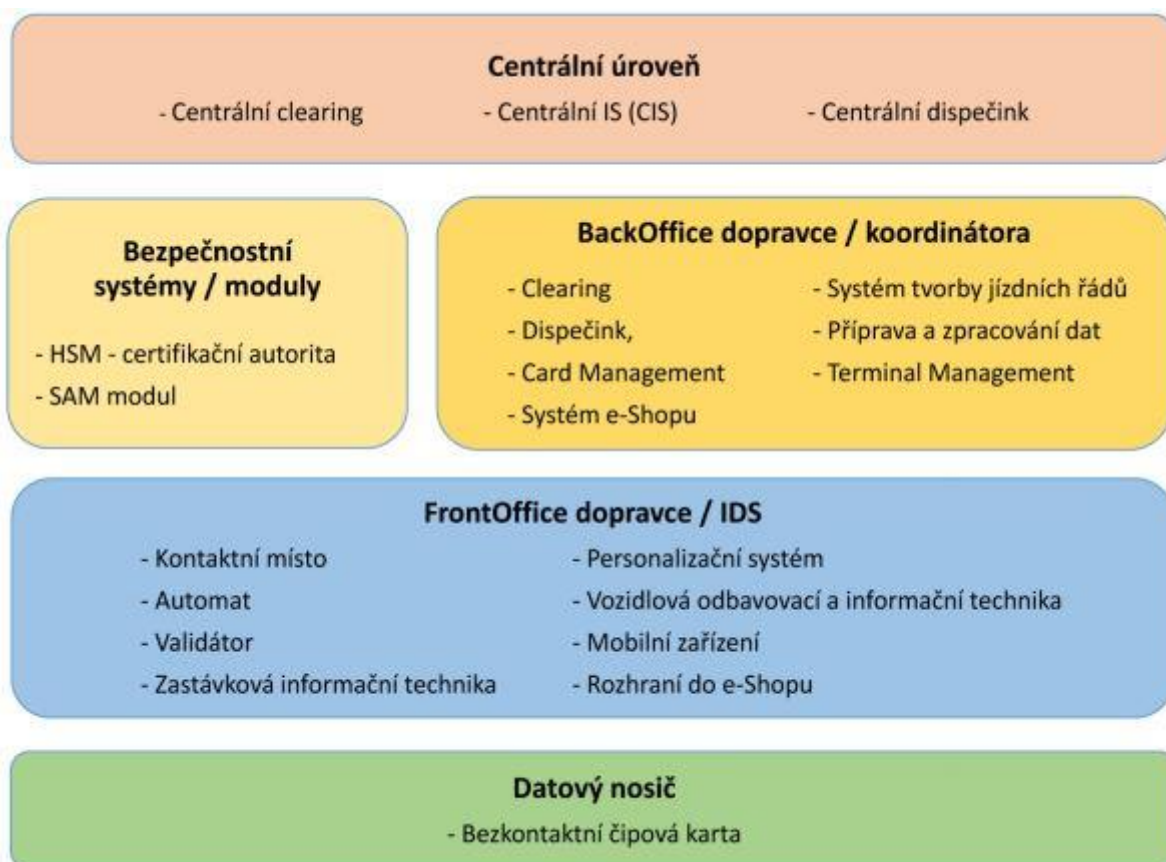 Centrální úroveň
- Centrální clearing - Centrální IS (CIS) - Centrální dispečink
Bezpečnostní
systémy / moduly
- HSM - certifikační autorita
- SAM modul
BackOffice dopravce / koordinátora
- Clearing - Systém tvorby jízdních řádů
- Dispečink, - Příprava a zpracování dat
- Card Management - Terminal Management
- Systém e-Shopu
FrontOffice dopravce / IDS
- Kontaktní místo - Personalizační systém
- Automat - Vozidlová odbavovací a informační technika
- Validátor - Mobilní zařízení
- Zastávková informační technika - Rozhraní do e-Shopu
Datový nosič
- Bezkontaktní čipová karta